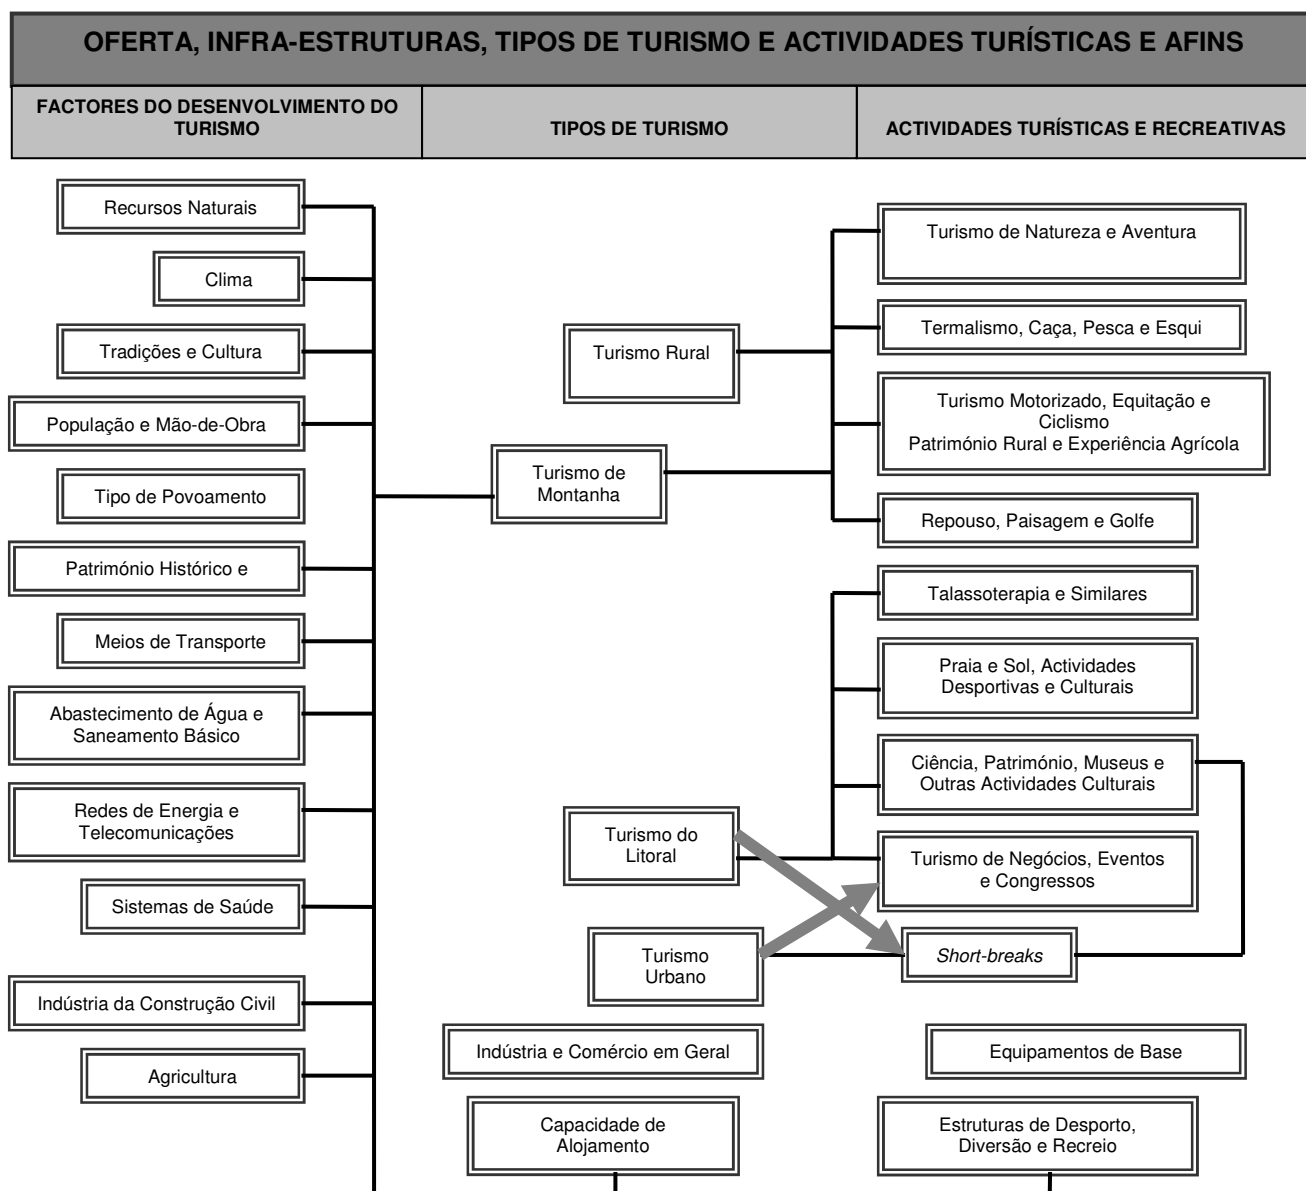 OFERTA, INFRA-ESTRUTURAS, TIPOS DE TURISMO E ACTIVIDADES TURÍSTICAS E AFINS
FACTORES DO DESENVOLVIMENTO DO
TURISMO
TIPOS DE TURISMO
ACTIVIDADES TURÍSTICAS E RECREATIVAS
Recursos Naturais
Clima
Tradições e Cultura
População e Mão-de-Obra
Tipo de Povoamento
Património Histórico e
Meios de Transporte
Abastecimento de Água e
Saneamento Básico
Redes de Energia e
Telecomunicações
Sistemas de Saúde
Indústria da Construção Civil
Agricultura
Turismo Rural
Turismo de
Montanha
Turismo do
Litoral
Turismo
Urbano
Indústria e Comércio em Geral
Capacidade de
Alojamento
Turismo de Natureza e Aventura
Termalismo, Caça, Pesca e Esqui
Turismo Motorizado, Equitação e
Ciclismo
Património Rural e Experiência Agrícola
Repouso, Paisagem e Golfe
Talassoterapia e Similares
Praia e Sol, Actividades
Desportivas e Culturais
Ciência, Património, Museus e
Outras Actividades Culturais
Turismo de Negócios, Eventos
e Congressos
Short-breaks
Equipamentos de Base
Estruturas de Desporto,
Diversão e Recreio